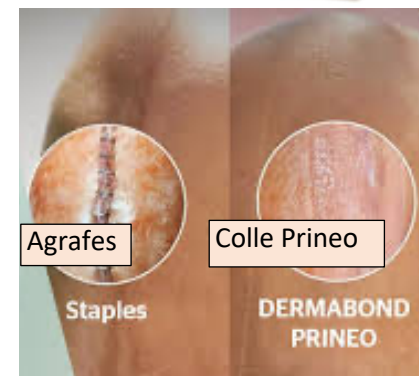 Agrafes
Colle Prineo
Staples
DERMABOND
PRINEO